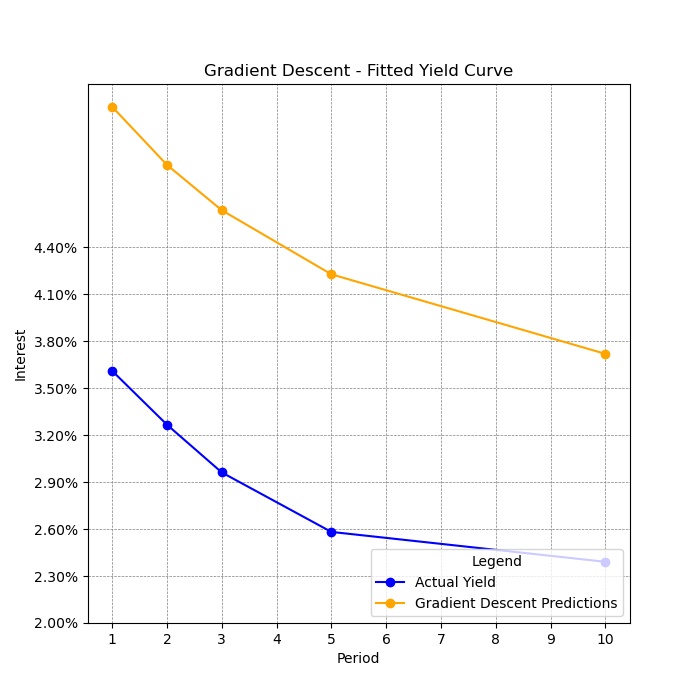 Gradient Descent - Fitted Yield Curve
4.40%
4.10%
3.80%
3.50%
3.20%
2.90%
2.60%
2.30%
2.00%
Interest
Legend
Actual Yield
Gradient Descent Predictions
1 2 3 4 5 6 7 8 9 10
Period